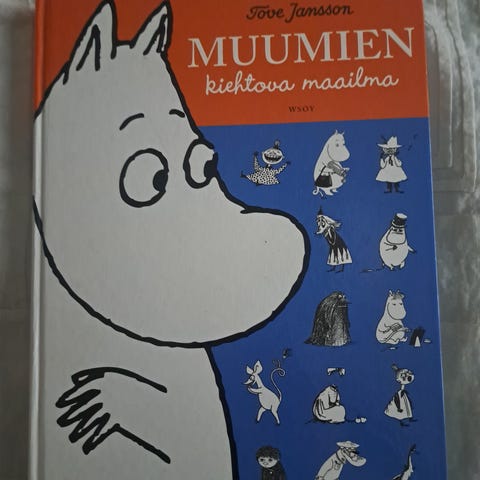 Tove Jansson
MUUMIEN
kiehtova maailma
WSOY